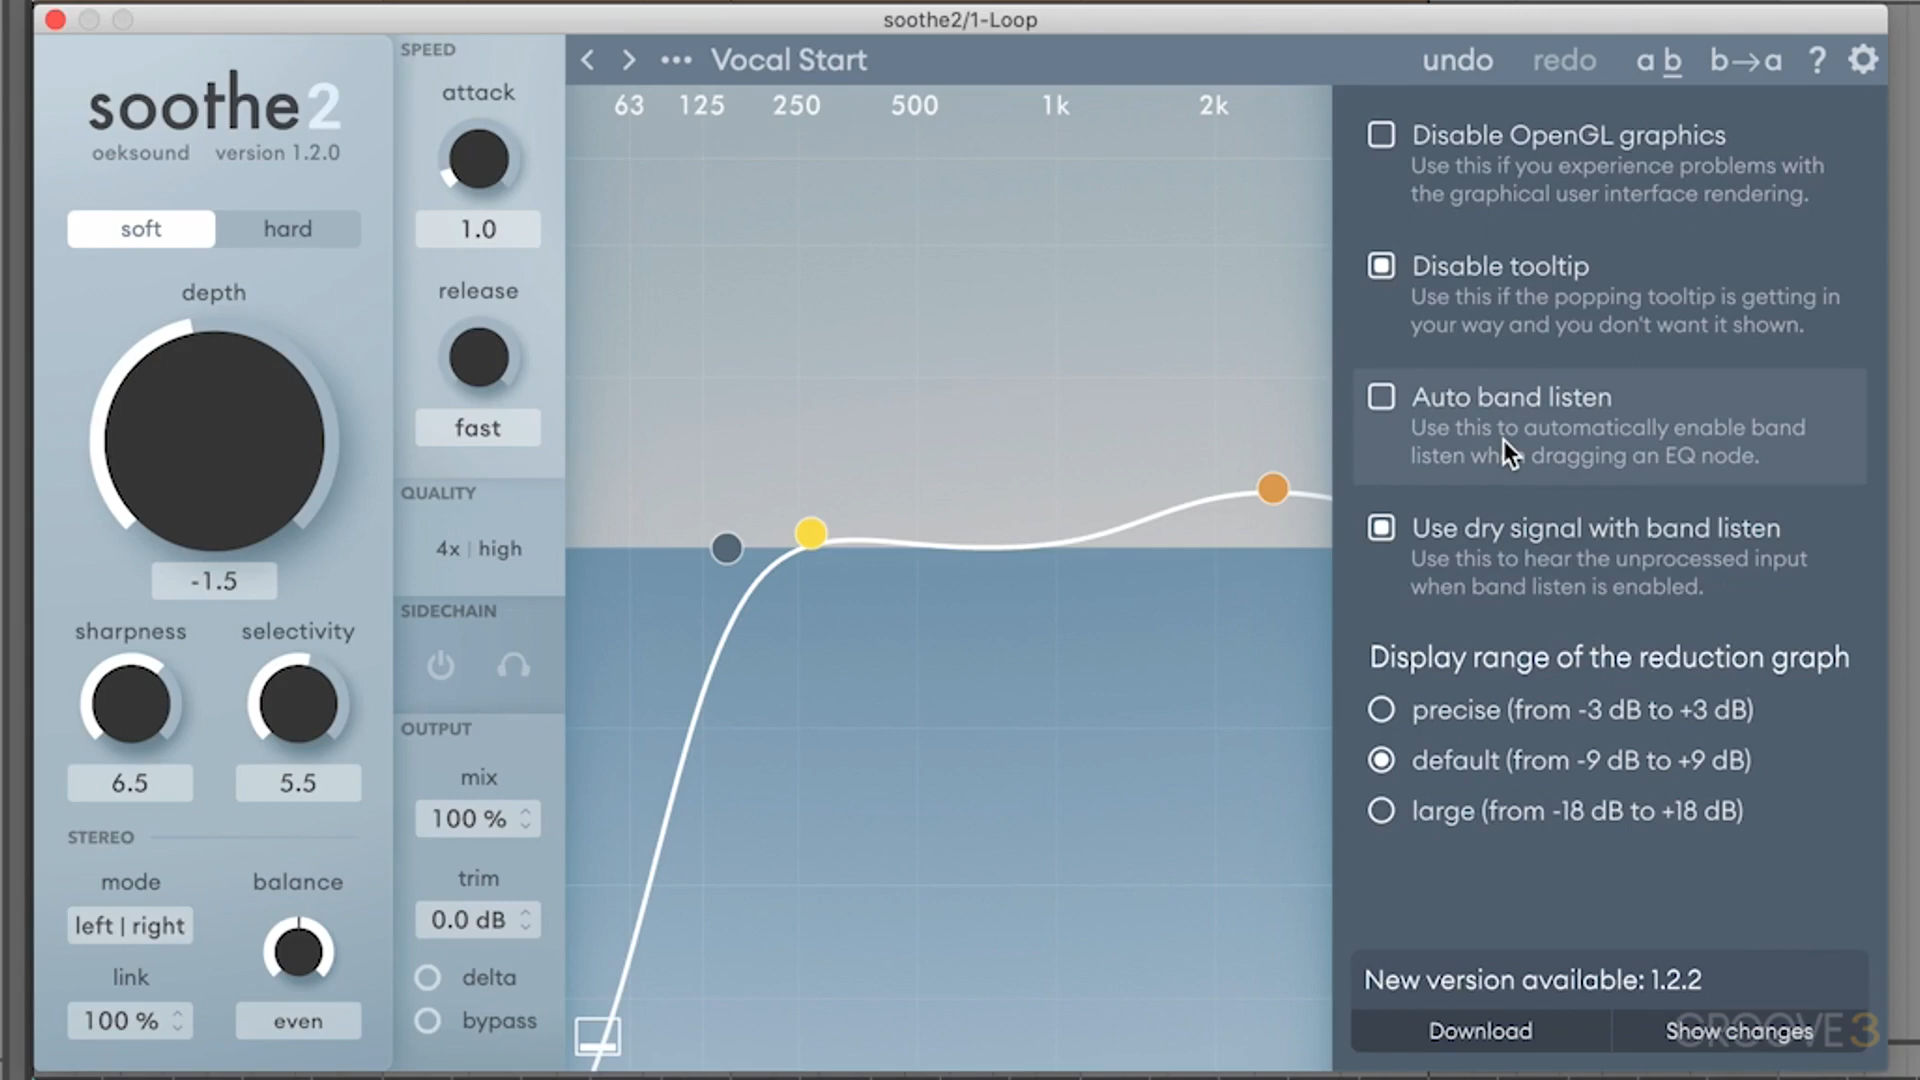 soothe2/1-Loop
soothe2
oeksound version 1.2.0
soft hard
depth
-1.5
sharpness selectivity
6.5 5.5
STEREO
mode balance
left | right
link
100 % even
SPEED
attack
1.0
release
fast
QUALITY
4x | high
SIDECHAIN
OUTPUT
mix
100 %
trim
0.0 dB
delta
bypass
< > ••• Vocal Start undo redo a b b→a ?
63 125 250 500 1k 2k
Disable OpenGL graphics
Use this if you experience problems with
the graphical user interface rendering.
Disable tooltip
Use this if the popping tooltip is getting in
your way and you don't want it shown.
Auto band listen
Use this to automatically enable band
listen when dragging an EQ node.
Use dry signal with band listen
Use this to hear the unprocessed input
when band listen is enabled.
Display range of the reduction graph
precise (from -3 dB to +3 dB)
default (from -9 dB to +9 dB)
large (from -18 dB to +18 dB)
New version available: 1.2.2
Download Show changes
GROOVE3